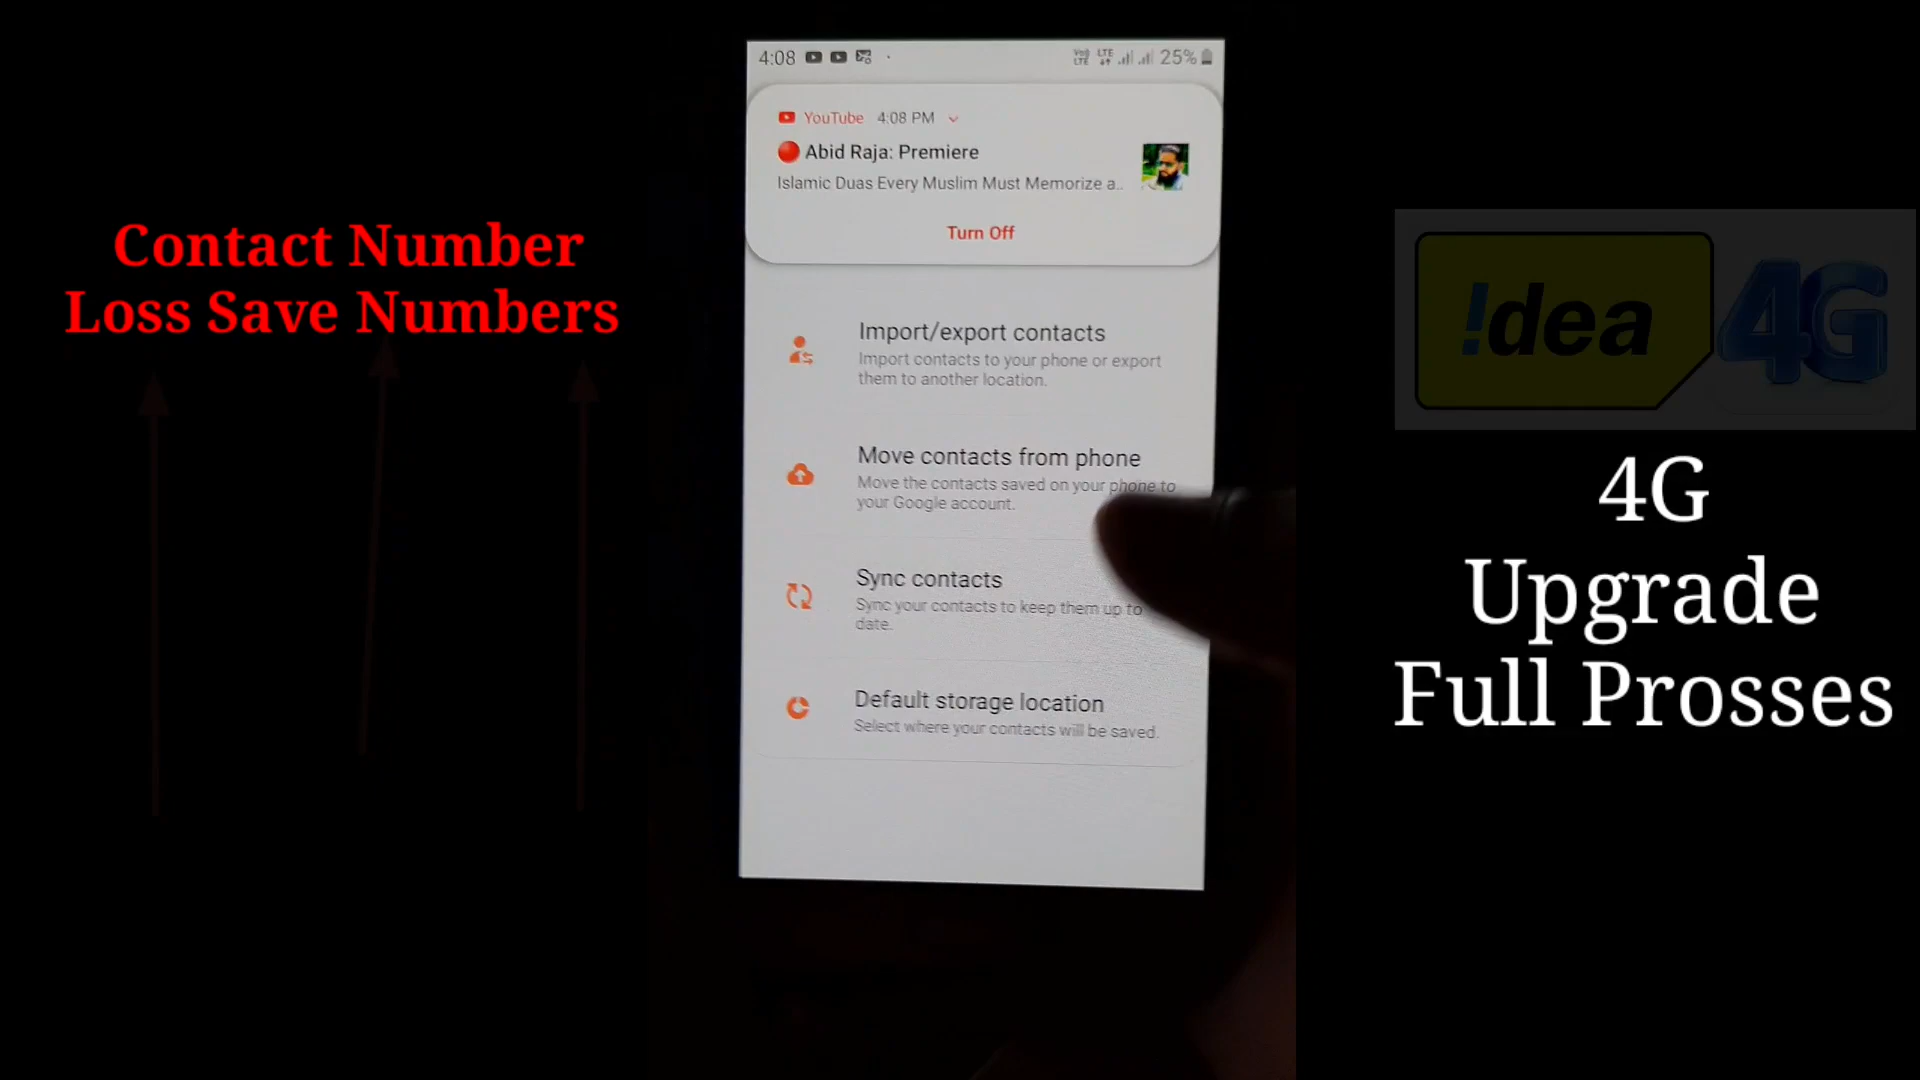 Contact Number
Loss Save Numbers
4:08
Vo) LTE
LTE
25%
YouTube 4:08 PM
Abid Raja: Premiere
Islamic Duas Every Muslim Must Memorize a..
Turn Off
Import/export contacts
Import contacts to your phone or export
them to another location.
Move contacts from phone
Move the contacts saved on your phone to
your Google account.
Sync contacts
Sync your contacts to keep them up to
date.
Default storage location
Select where your contacts will be saved.
!dea
4G
4G
Upgrade
Full Prosses